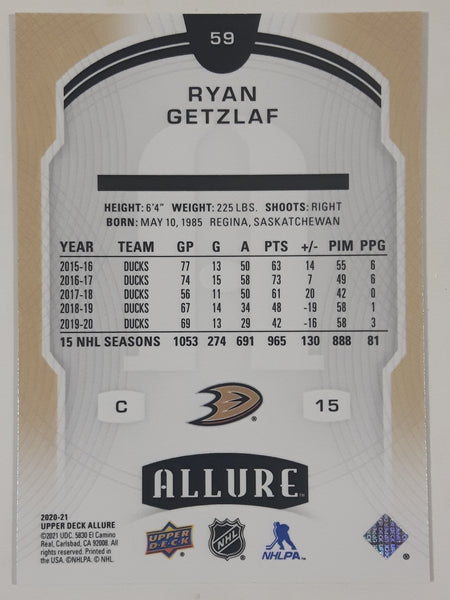 59
RYAN
GETZLAF
HEIGHT: 6'4" WEIGHT: 225 LBS. SHOOTS: RIGHT
BORN: MAY 10, 1985 REGINA, SASKATCHEWAN
YEAR TEAM GP G A PTS +/- PIM PPG
2015-16 DUCKS 77 13 50 63 14 55 6
2016-17 DUCKS 74 15 58 73 7 49 6
2017-18 DUCKS 56 11 50 61 20 42 0
2018-19 DUCKS 67 14 34 48 -19 58 1
2019-20 DUCKS 69 13 29 42 -16 58 3
15 NHL SEASONS 1053 274 691 965 130 888 81
C 15
ALLURE™
2020-21
UPPER DECK ALLURE
©2021 UDC. 5830 El Camino
Real, Carlsbad, CA 92008. All
rights reserved. Printed in
the USA. ©NHLPA. © NHL
UPPER DECK
NHL
NHLPA